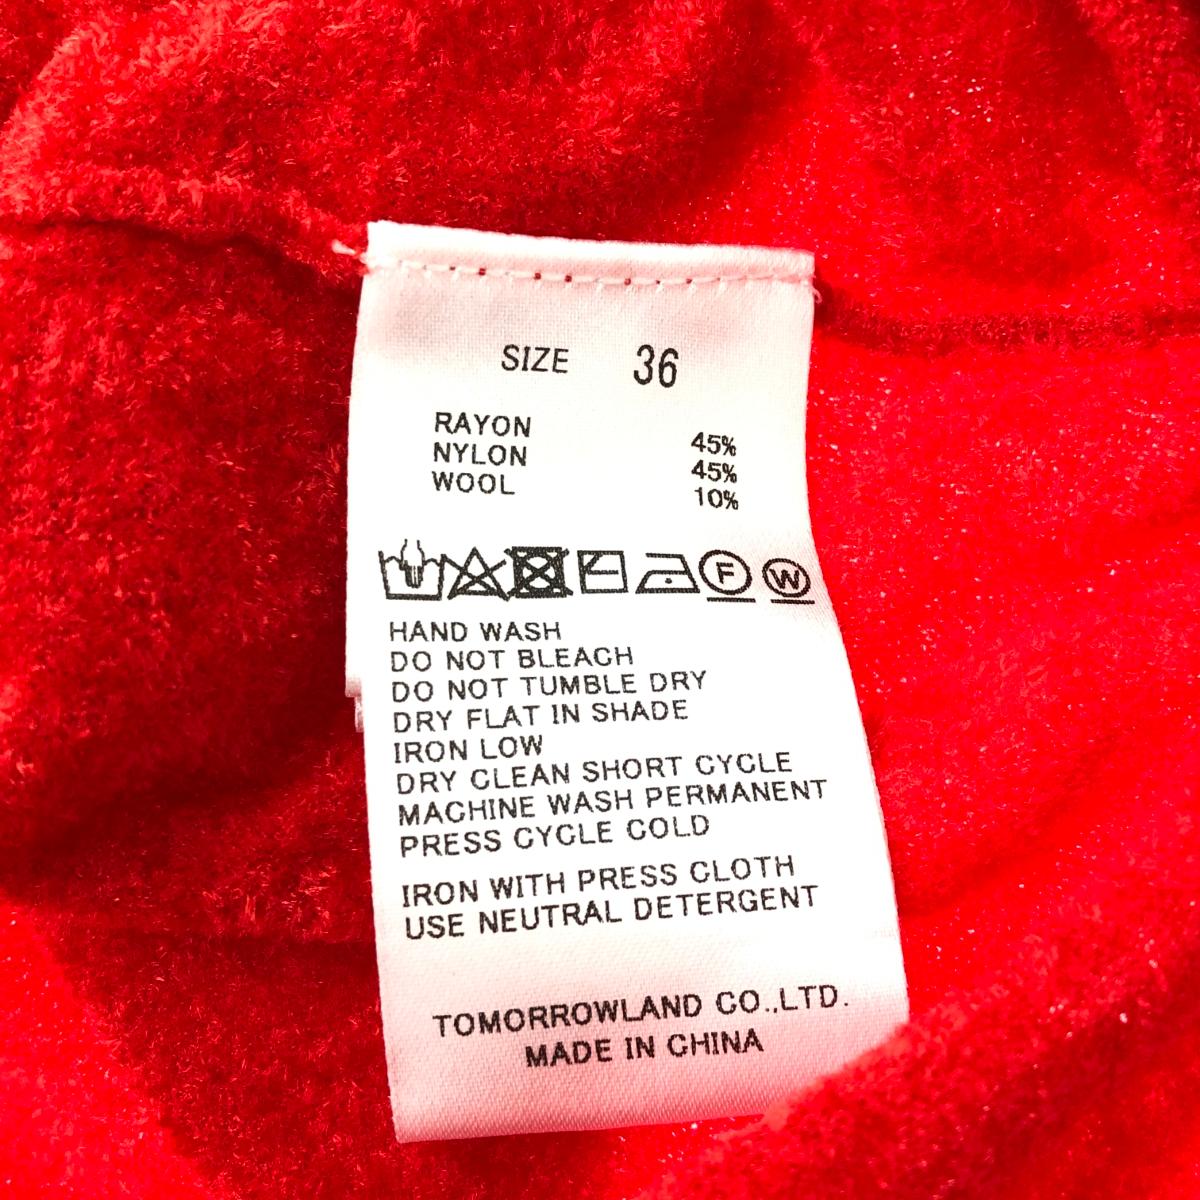 SIZE 36
RAYON 45%
NYLON 45%
WOOL 10%
F W
HAND WASH
DO NOT BLEACH
DO NOT TUMBLE DRY
DRY FLAT IN SHADE
IRON LOW
DRY CLEAN SHORT CYCLE
MACHINE WASH PERMANENT
PRESS CYCLE COLD
IRON WITH PRESS CLOTH
USE NEUTRAL DETERGENT
TOMORROWLAND CO.,LTD.
MADE IN CHINA